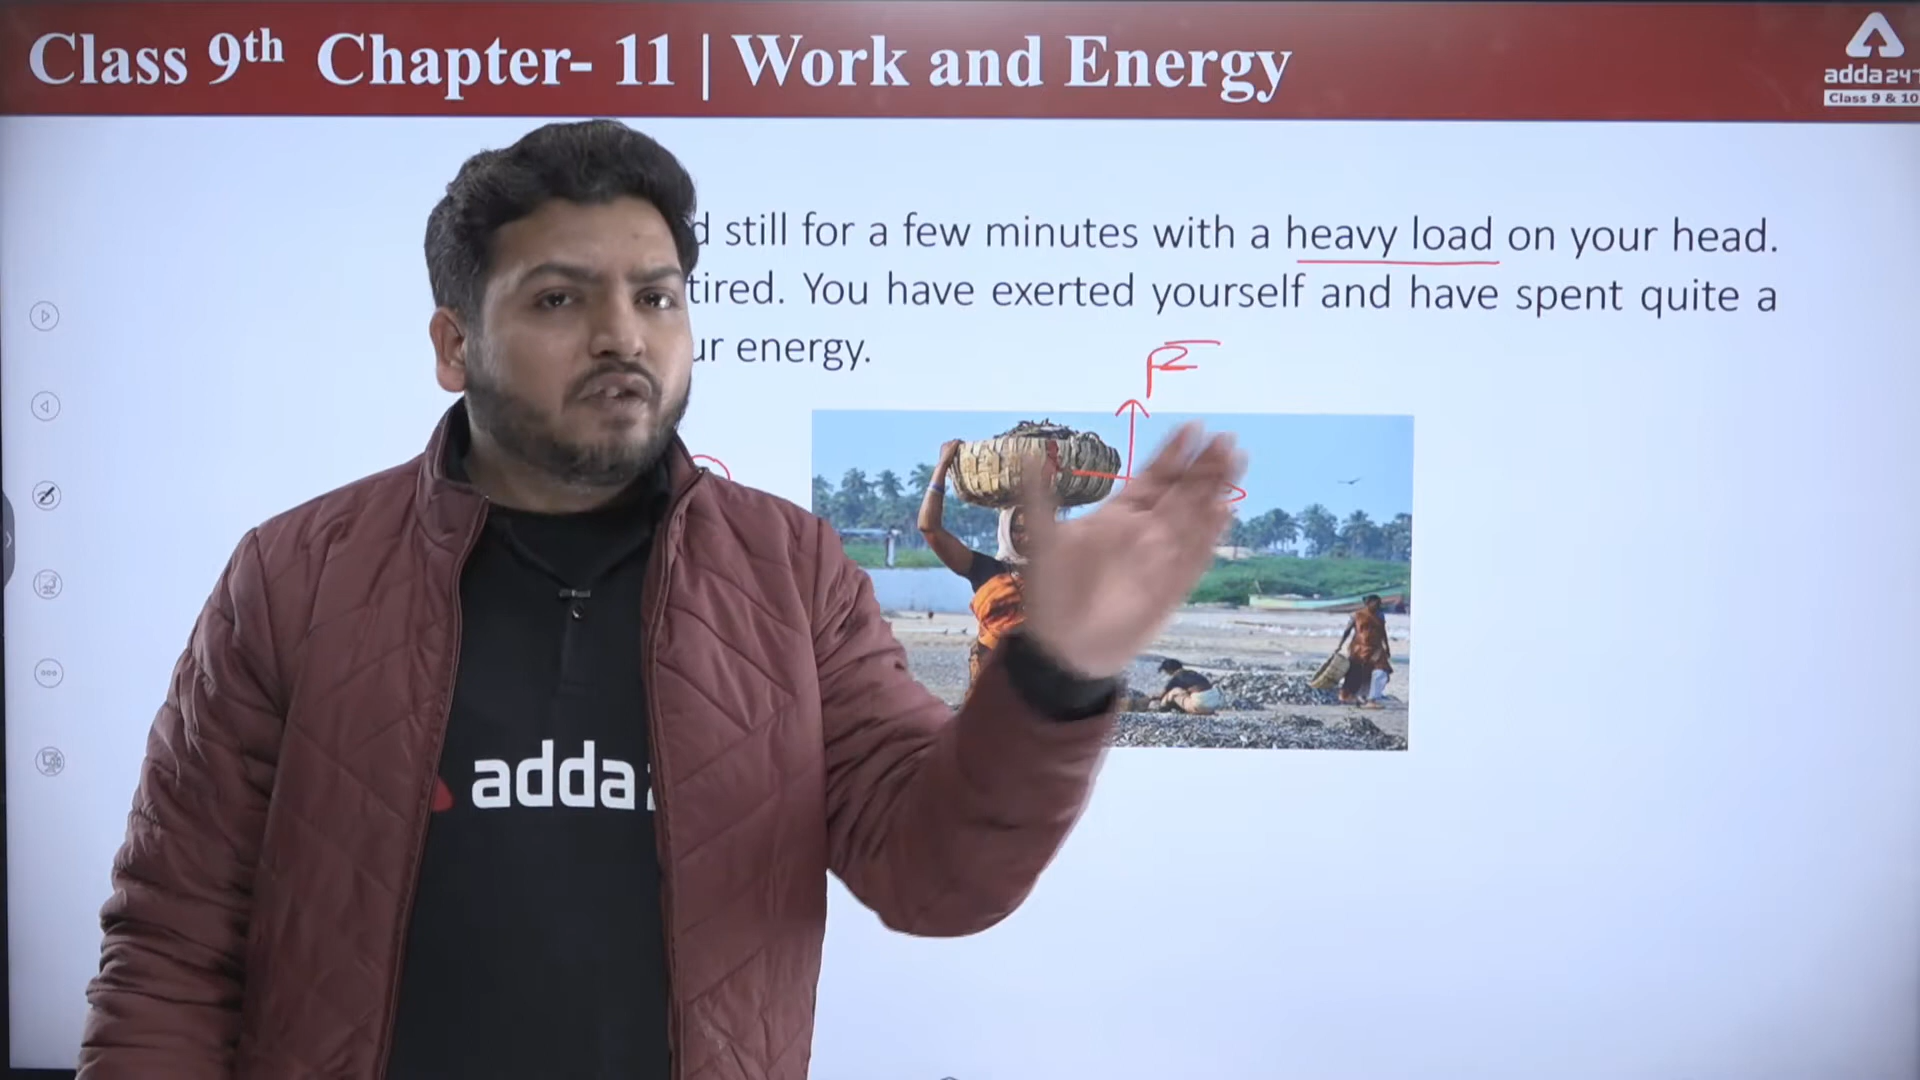 Class 9th Chapter- 11 | Work and Energy
adda247
Class 9 & 10
still for a few minutes with a heavy load on your head.
tired. You have exerted yourself and have spent quite a
energy.
F
adda